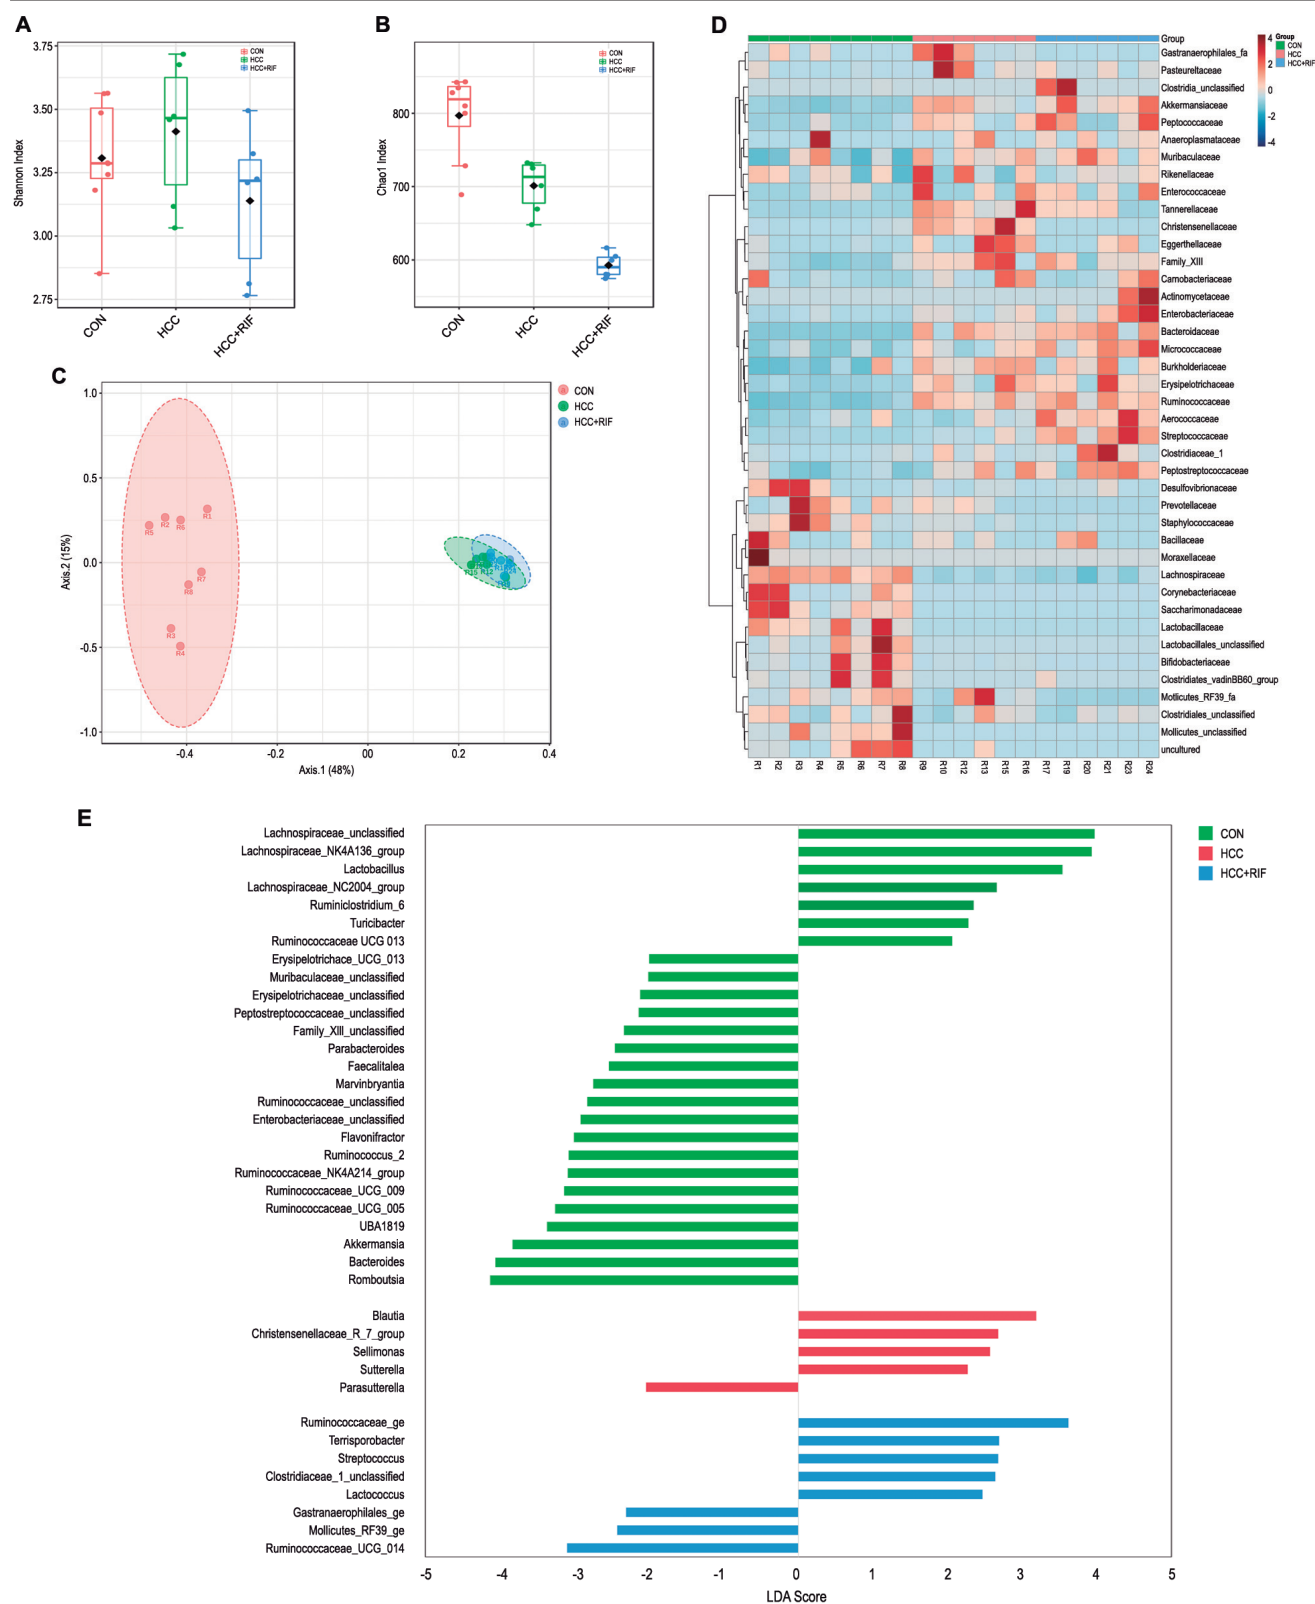 A
Shannon Index
3.75
3.50
3.25
3.00
2.75
CON
HCC
HCC+RIF
CON
HCC
HCC+RIF
B
Chao1 Index
800
700
600
CON
HCC
HCC+RIF
CON
HCC
HCC+RIF
C
Axis.2 (15%)
1.0
0.5
0.0
-0.5
-1.0
R5
R2
R6
R1
R7
R8
R3
R4
-0.4
-0.2
00
0.2
0.4
Axis.1 (48%)
CON
HCC
HCC+RIF
D
Group
Gastranaerophilales_fa
Pasteureltaceae
Clostridia_unclassified
Akkermansiaceae
Peptococcaceae
Anaeroplasmataceae
Muribaculaceae
Rikenellaceae
Enterococcaceae
Tannerellaceae
Christensenellaceae
Eggerthellaceae
Family_XIII
Carnobacteriaceae
Actinomycetaceae
Enterobacteriaceae
Bacteroidaceae
Micrococcaceae
Burkholderiaceae
Erysipelotrichaceae
Ruminococcaceae
Aerococcaceae
Streptococcaceae
Clostridiaceae_1
Peptostreptococcaceae
Desulfovibrionaceae
Prevotellaceae
Staphylococcaceae
Bacillaceae
Moraxellaceae
Lachnospiraceae
Corynebacteriaceae
Saccharimonadaceae
Lactobacillaceae
Lactobacillales_unclassified
Bifidobacteriaceae
Clostridiates_vadinBB60_group
Motlicutes_RF39_fa
Clostridiales_unclassified
Mollicutes_unclassified
uncultured
R1
R2
R3
R4
R5
R6
R7
R8
R9
R10
R12
R13
R15
R16
R17
R19
R20
R21
R23
R24
4
2
0
-2
-4
Group
CON
HCC
HCC+RIF
E
Lachnospiraceae_unclassified
Lachnospiraceae_NK4A136_group
Lactobacillus
Lachnospiraceae_NC2004_group
Ruminiclostridium_6
Turicibacter
Ruminococcaceae UCG 013
Erysipelotrichace_UCG_013
Muribaculaceae_unclassified
Erysipelotrichaceae_unclassified
Peptostreptococcaceae_unclassified
Family_XIII_unclassified
Parabacteroides
Faecalitalea
Marvinbryantia
Ruminococcaceae_unclassified
Enterobacteriaceae_unclassified
Flavonifractor
Ruminococcus_2
Ruminococcaceae_NK4A214_group
Ruminococcaceae_UCG_009
Ruminococcaceae_UCG_005
UBA1819
Akkermansia
Bacteroides
Romboutsia
Blautia
Christensenellaceae_R_7_group
Sellimonas
Sutterella
Parasutterella
Ruminococcaceae_ge
Terrisporobacter
Streptococcus
Clostridiaceae_1_unclassified
Lactococcus
Gastranaerophilales_ge
Mollicutes_RF39_ge
Ruminococcaceae_UCG_014
-5
-4
-3
-2
-1
0
1
2
3
4
5
LDA Score
CON
HCC
HCC+RIF